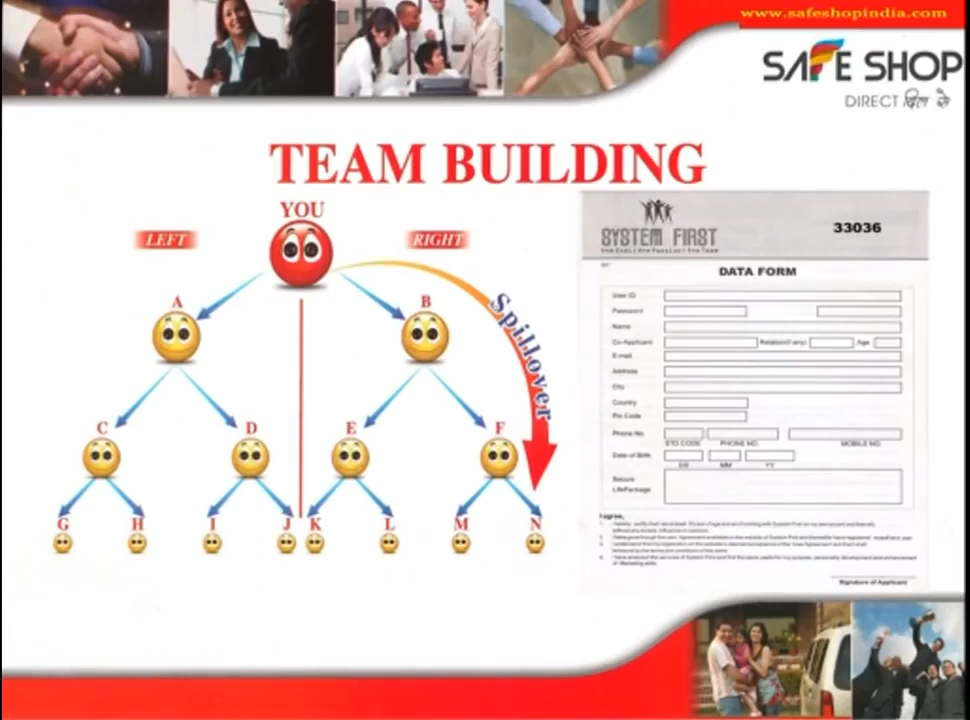 www.safeshopindia.com
SAFE SHOP
DIRECT दिल से
TEAM BUILDING
YOU
LEFT
RIGHT
A
B
Spillover
C
D
E
F
G
H
I
J
K
L
M
N
SYSTEM FIRST
33036
DATA FORM
User ID
Password
Name
Co-Applicant
Relation(if any)
Age
E-mail
Address
City
Country
Pin Code
Phone No.
STD CODE
PHONE NO-
MOBILE NO-
Date of Birth
DD
MM
YY
Secure
LifePackage
I agree,
Signature of Applicant